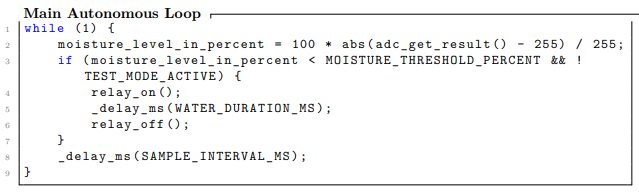 Main Autonomous Loop
1 while (1) {
2 moisture_level_in_percent = 100 * abs(adc_get_result() - 255) / 255;
3 if (moisture_level_in_percent < MOISTURE_THRESHOLD_PERCENT && !
TEST_MODE_ACTIVE) {
4 relay_on();
5 _delay_ms(WATER_DURATION_MS);
6 relay_off();
7 }
8 _delay_ms(SAMPLE_INTERVAL_MS);
9 }